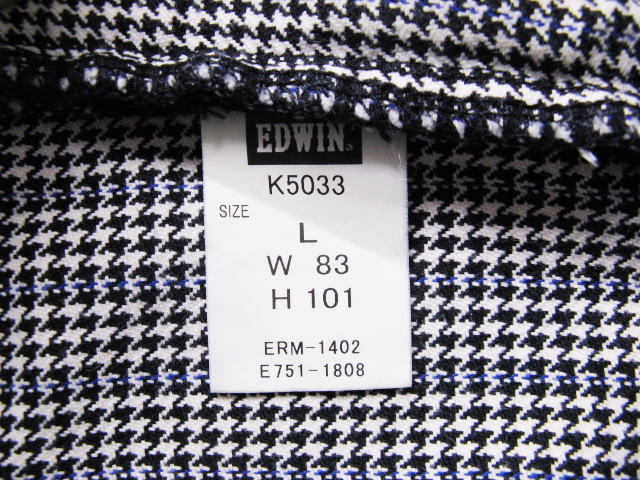 EDWIN
K5033
SIZE
L
W 83
H 101
ERM-1402
E751-1808